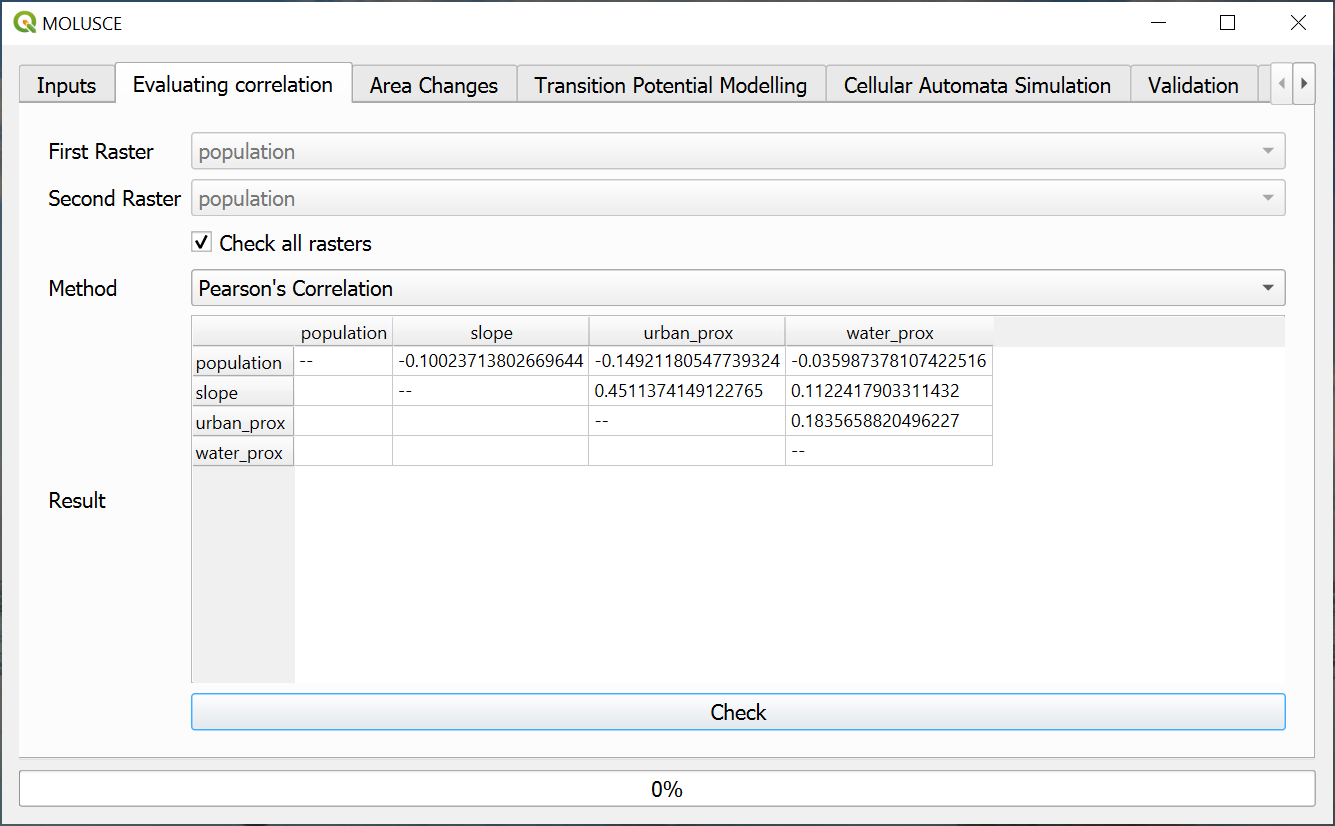 MOLUSCE
Inputs Evaluating correlation Area Changes Transition Potential Modelling Cellular Automata Simulation Validation
First Raster population
Second Raster population
Check all rasters
Method Pearson's Correlation
population slope urban_prox water_prox
population -- -0.10023713802669644 -0.14921180547739324 -0.035987378107422516
slope -- 0.4511374149122765 0.1122417903311432
urban_prox -- 0.1835658820496227
water_prox --
Result
Check
0%